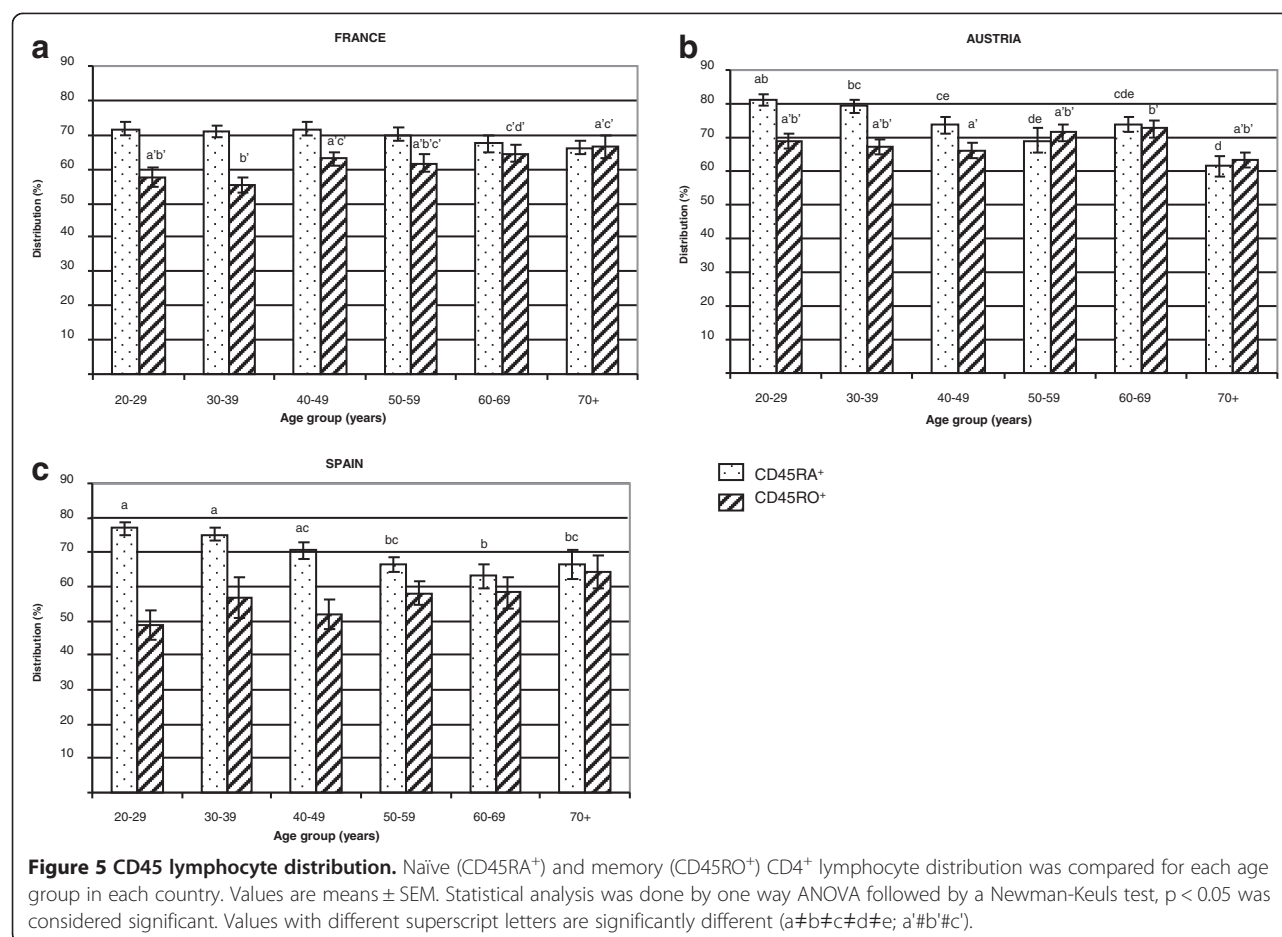 a
FRANCE
90
80
70
60
50
40
30
20
10
Distribution (%)
a'b'
b'
a'c'
a'b'c'
c'd'
a'c'
20-29
30-39
40-49
50-59
60-69
70+
Age group (years)
b
AUSTRIA
90
80
70
60
50
40
30
20
10
Distribution (%)
ab
a'b'
bc
a'b'
ce
a'
de
a'b'
cde
b'
d
a'b'
20-29
30-39
40-49
50-59
60-69
70+
Age group (years)
c
SPAIN
90
80
70
60
50
40
30
20
10
Distribution (%)
a
a
ac
bc
b
bc
20-29
30-39
40-49
50-59
60-69
70+
Age group (years)
CD45RA⁺
CD45RO⁺
Figure 5 CD45 lymphocyte distribution. Naïve (CD45RA⁺) and memory (CD45RO⁺) CD4⁺ lymphocyte distribution was compared for each age
group in each country. Values are means ± SEM. Statistical analysis was done by one way ANOVA followed by a Newman-Keuls test, p < 0.05 was
considered significant. Values with different superscript letters are significantly different (a≠b≠c≠d≠e; a'#b'#c').